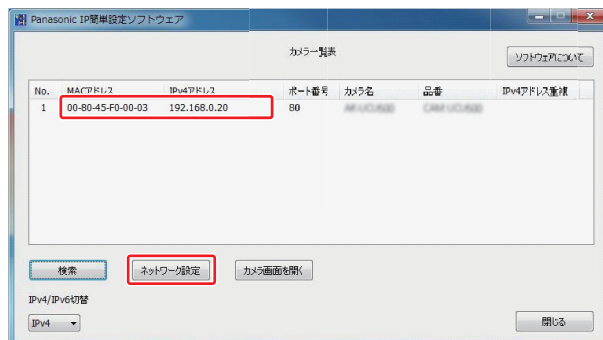 Panasonic IP簡単設定ソフトウェア
カメラ一覧表
ソフトウェアについて
No. MACアドレス IPv4アドレス ポート番号 カメラ名 品番 IPv4アドレス重複
1 00-80-45-F0-00-03 192.168.0.20 80
検索 ネットワーク設定 カメラ画面を開く
IPv4/IPv6切替
IPv4 閉じる